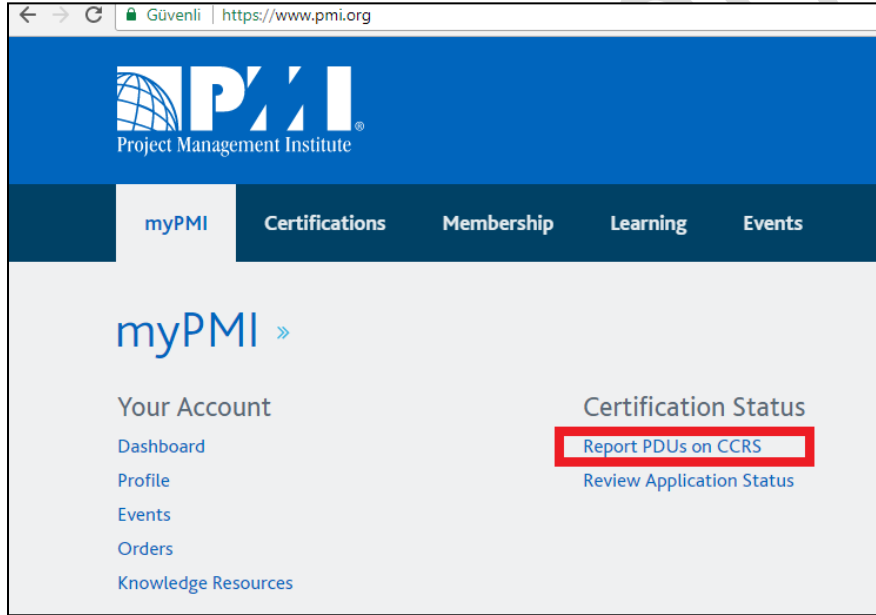 Güvenli | https://www.pmi.org
PMI®
Project Management Institute
myPMI Certifications Membership Learning Events
myPMI »
Your Account
Dashboard
Profile
Events
Orders
Knowledge Resources
Certification Status
Report PDUs on CCRS
Review Application Status